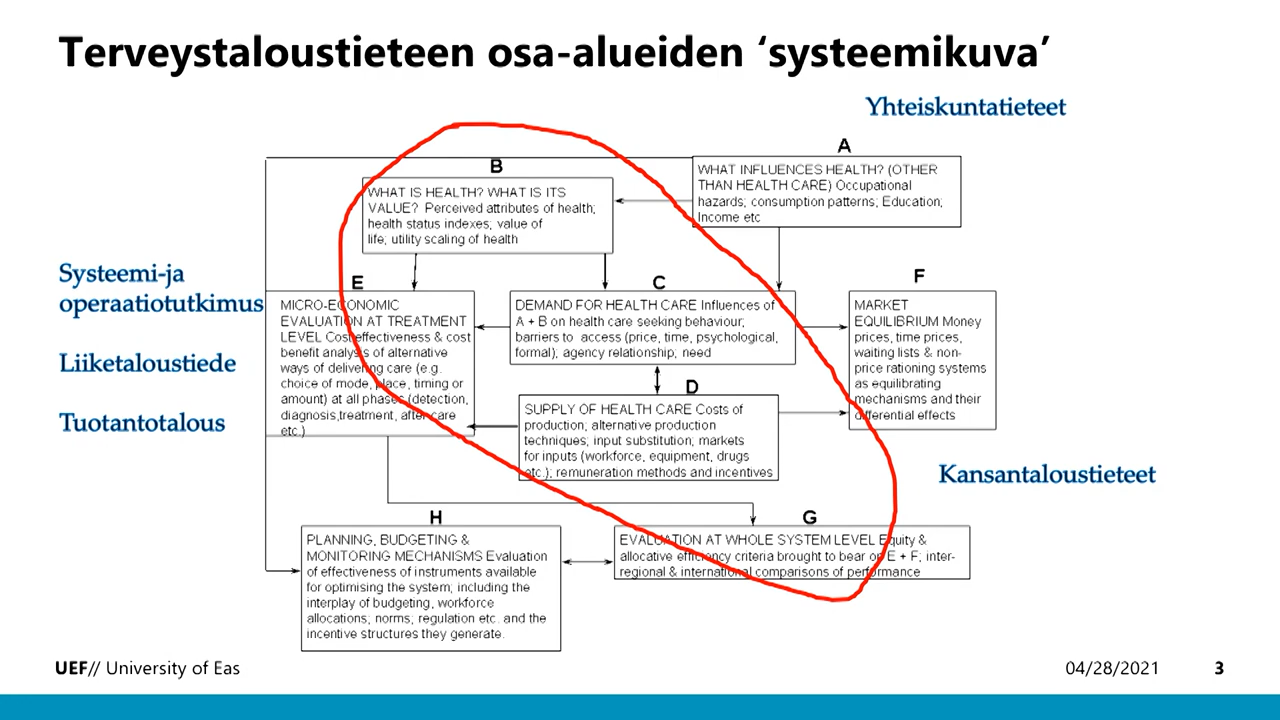 Terveystaloustieteen osa-alueiden ‘systeemikuva’
Yhteiskuntatieteet
A
WHAT INFLUENCES HEALTH? (OTHER
THAN HEALTH CARE) Occupational
hazards; consumption patterns; Education;
Income etc
B
WHAT IS HEALTH? WHAT IS ITS
VALUE? Perceived attributes of health;
health status indexes; value of
life; utility scaling of health
Systeemi-ja
operaatiotutkimus
Liiketaloustiede
Tuotantotalous
E
MICRO-ECONOMIC
EVALUATION AT TREATMENT
LEVEL Cost effectiveness & cost
benefit analysis of alternative
ways of delivering care (e.g.
choice of mode, place, timing or
amount) at all phases (detection,
diagnosis,treatment, after care
etc.)
C
DEMAND FOR HEALTH CARE Influences of
A + B on health care seeking behaviour;
barriers to access (price, time, psychological,
formal); agency relationship; need
F
MARKET
EQUILIBRIUM Money
prices, time prices,
waiting lists & non-
price rationing systems
as equilibrating
mechanisms and their
differential effects
D
SUPPLY OF HEALTH CARE Costs of
production; alternative production
techniques; input substitution; markets
for inputs (workforce, equipment, drugs
etc.); remuneration methods and incentives
Kansantaloustieteet
H
PLANNING, BUDGETING &
MONITORING MECHANISMS Evaluation
of effectiveness of instruments available
for optimising the system; including the
interplay of budgeting, workforce
allocations; norms; regulation etc. and the
incentive structures they generate.
G
EVALUATION AT WHOLE SYSTEM LEVEL Equity &
allocative efficiency criteria brought to bear on E + F; inter-
regional & international comparisons of performance
UEF// University of Eas
04/28/2021
3